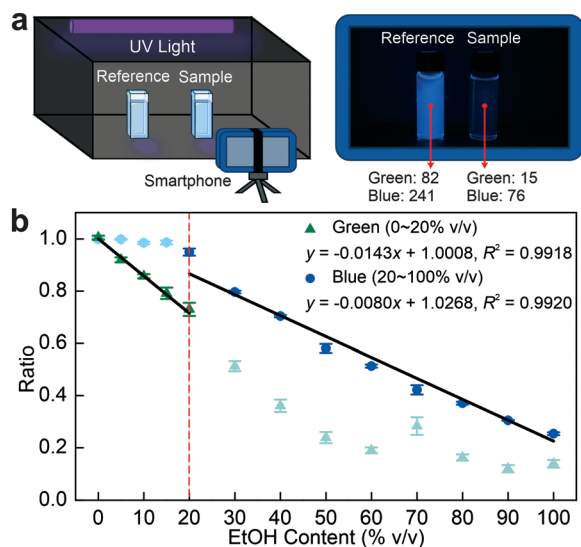 a
UV Light
Reference Sample
Smartphone
Reference Sample
Green: 82 Green: 15
Blue: 241 Blue: 76
b
Green (0~20% v/v)
y = -0.0143x + 1.0008, R² = 0.9918
Blue (20~100% v/v)
y = -0.0080x + 1.0268, R² = 0.9920
Ratio
1.0
0.8
0.6
0.4
0.2
0.0
0 10 20 30 40 50 60 70 80 90 100
EtOH Content (% v/v)